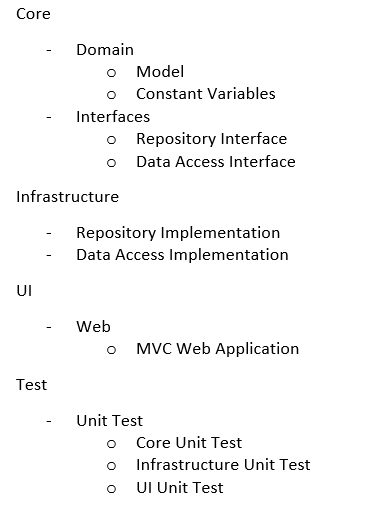 Core
- Domain
o Model
o Constant Variables
- Interfaces
o Repository Interface
o Data Access Interface
Infrastructure
- Repository Implementation
- Data Access Implementation
UI
- Web
o MVC Web Application
Test
- Unit Test
o Core Unit Test
o Infrastructure Unit Test
o UI Unit Test